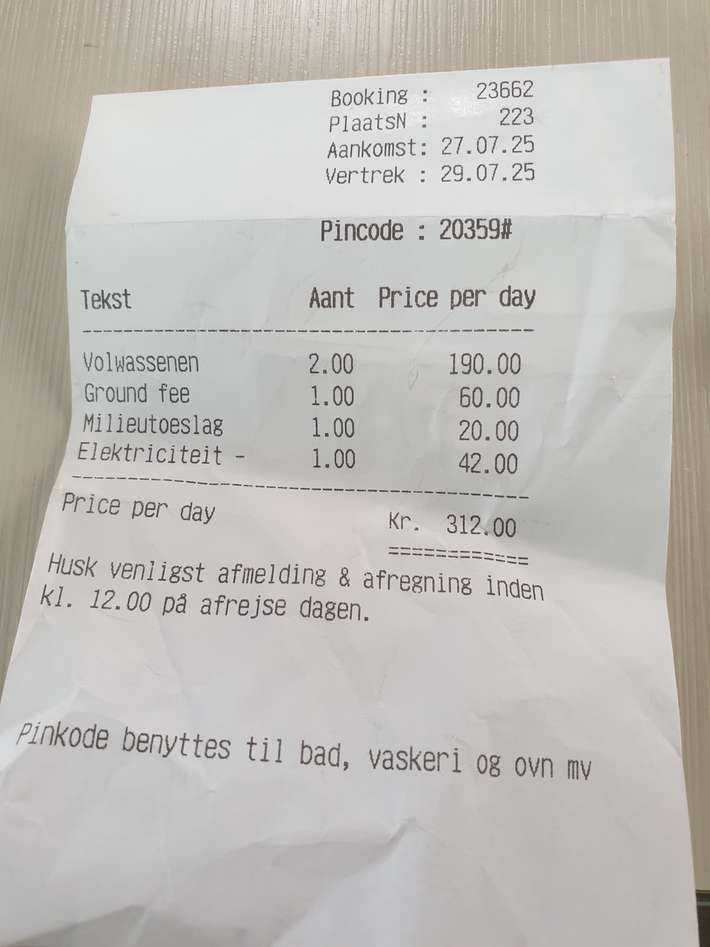 Booking : 23662
PlaatsN : 223
Aankomst: 27.07.25
Vertrek : 29.07.25
Pincode : 20359#
Tekst Aant Price per day
--------------------------------------------
Volwassenen 2.00 190.00
Ground fee 1.00 60.00
Milieutoeslag 1.00 20.00
Elektriciteit - 1.00 42.00
--------------------------------------------
Price per day Kr. 312.00
============
Husk venligst afmelding & afregning inden
kl. 12.00 på afrejse dagen.
Pinkode benyttes til bad, vaskeri og ovn mv